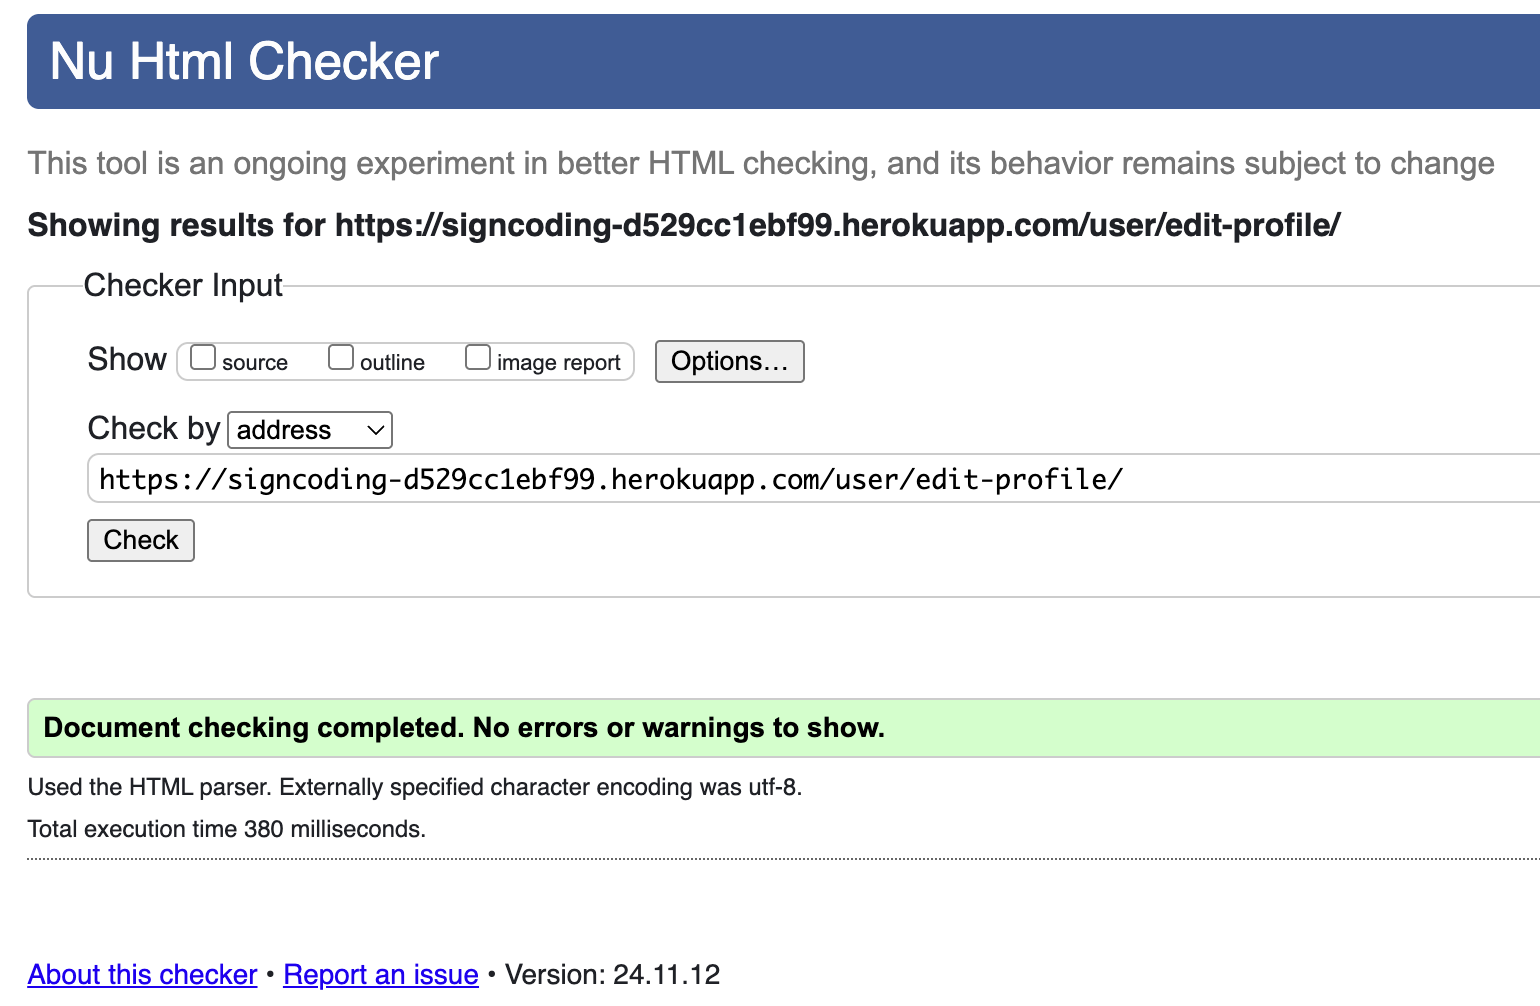 Nu Html Checker
This tool is an ongoing experiment in better HTML checking, and its behavior remains subject to change
Showing results for https://signcoding-d529cc1ebf99.herokuapp.com/user/edit-profile/
Checker Input
Show source outline image report Options…
Check by address
https://signcoding-d529cc1ebf99.herokuapp.com/user/edit-profile/
Check
Document checking completed. No errors or warnings to show.
Used the HTML parser. Externally specified character encoding was utf-8.
Total execution time 380 milliseconds.
About this checker • Report an issue • Version: 24.11.12